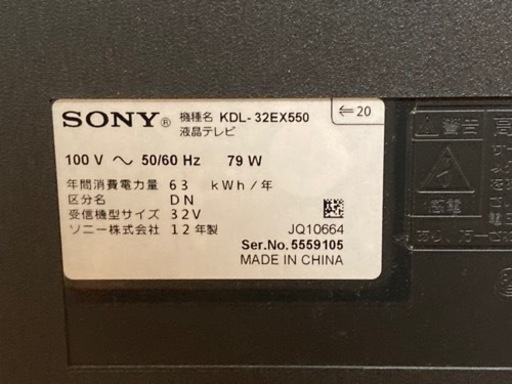 SONY® 機種名 KDL-32EX550
液晶テレビ
⇐20
100 V ～ 50/60 Hz 79 W
年間消費電力量 63 kWh/年
区分名 DN
受信機型サイズ 32V
ソニー株式会社 12年製
JQ10664
Ser.No.5559105
MADE IN CHINA
警告
感電